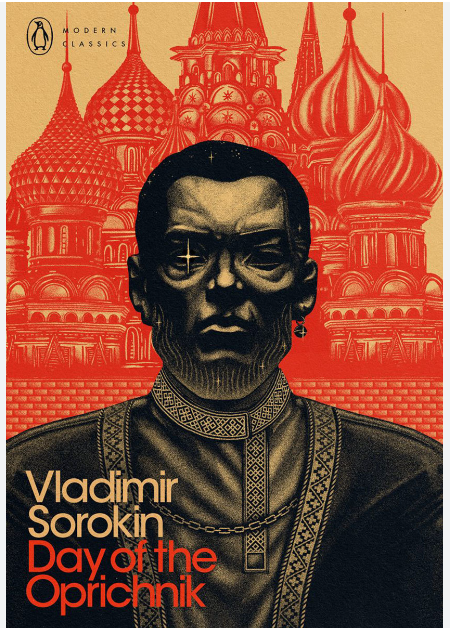 MODERN
CLASSICS
Vladimir
Sorokin
Day of the
Oprichnik